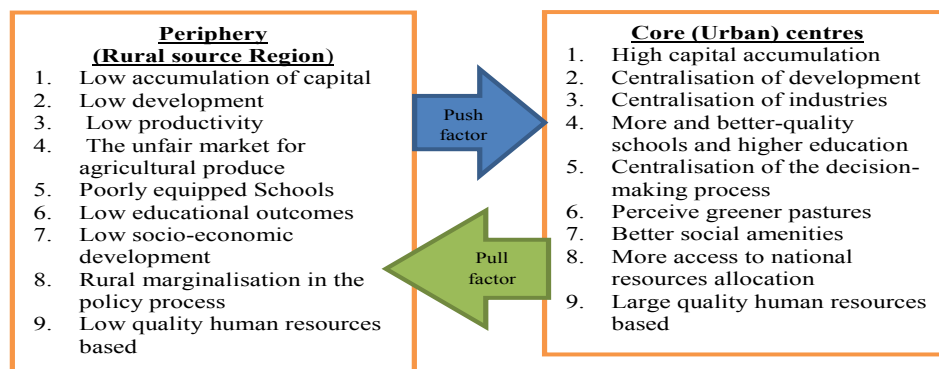 Periphery
(Rural source Region)
1. Low accumulation of capital
2. Low development
3. Low productivity
4. The unfair market for
agricultural produce
5. Poorly equipped Schools
6. Low educational outcomes
7. Low socio-economic
development
8. Rural marginalisation in the
policy process
9. Low quality human resources
based
Push
factor
Pull
factor
Core (Urban) centres
1. High capital accumulation
2. Centralisation of development
3. Centralisation of industries
4. More and better-quality
schools and higher education
5. Centralisation of the decision-
making process
6. Perceive greener pastures
7. Better social amenities
8. More access to national
resources allocation
9. Large quality human resources
based